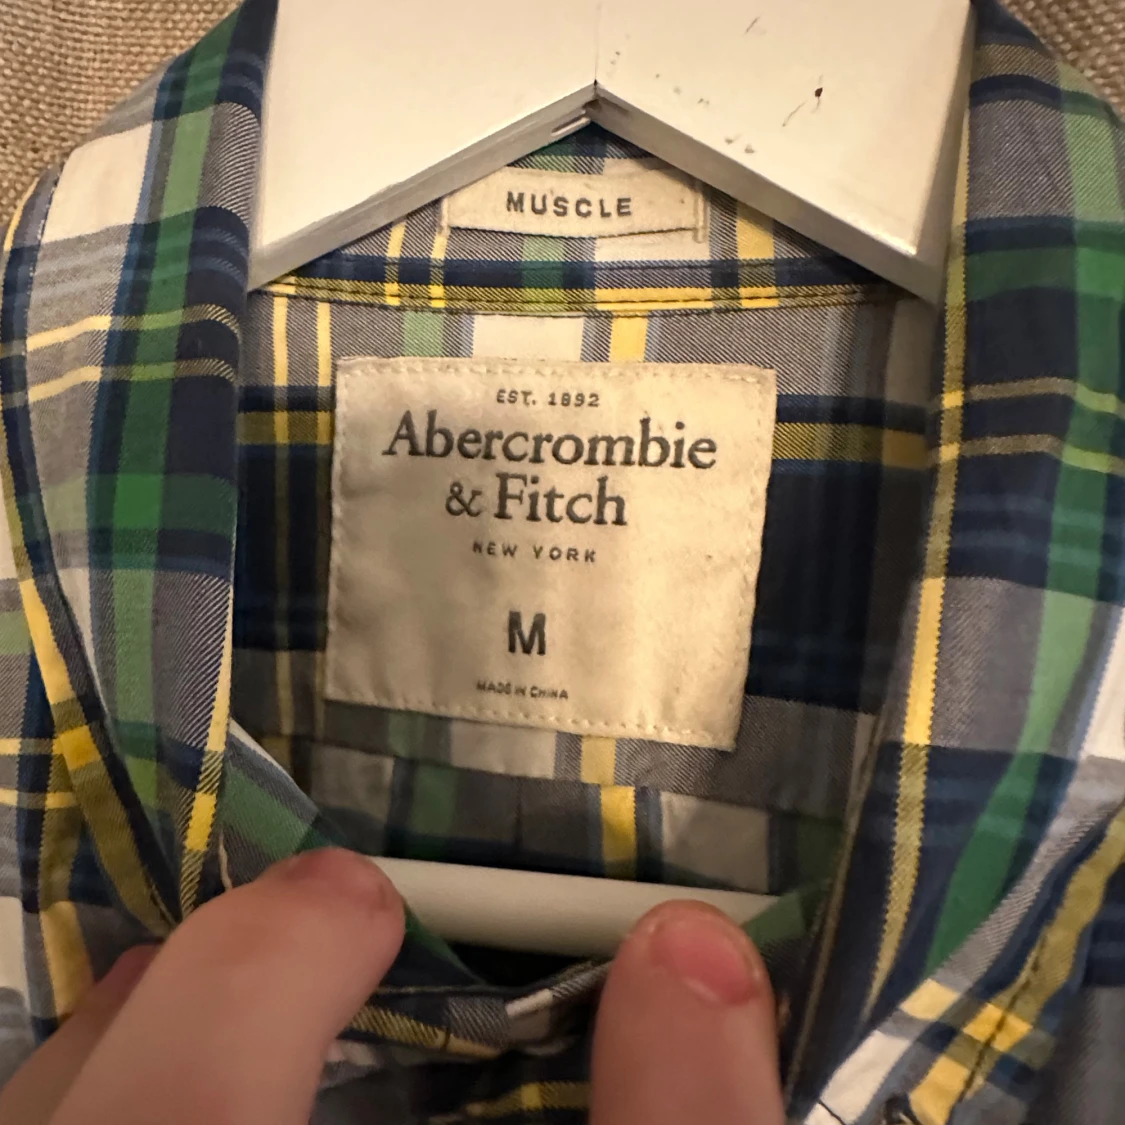 MUSCLE
EST. 1892
Abercrombie
& Fitch
NEW YORK
M
MADE IN CHINA